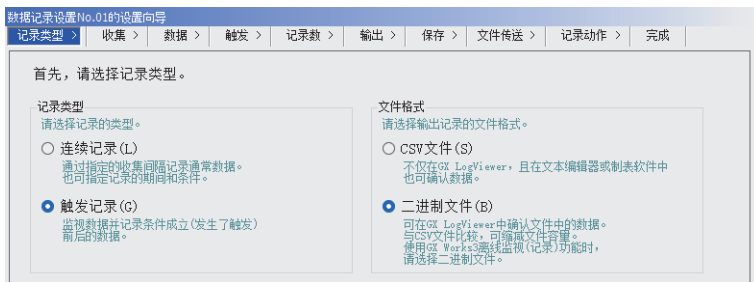 数据记录设置No.01的设置向导
记录类型 > 收集 > 数据 > 触发 > 记录数 > 输出 > 保存 > 文件传送 > 记录动作 > 完成
首先，请选择记录类型。
记录类型
请选择记录的类型。
连续记录(L)
通过指定的收集间隔记录通常数据。
也可指定记录的期间和条件。
触发记录(G)
监视数据并记录条件成立(发生了触发)
前后的数据。
文件格式
请选择输出记录的文件格式。
CSV文件(S)
不仅在GX LogViewer，且在文本编辑器或制表软件中
也可确认数据。
二进制文件(B)
可在GX LogViewer中确认文件中的数据。
与CSV文件比较，可缩减文件容量。
使用GX Works3离线监视(记录)功能时，
请选择二进制文件。